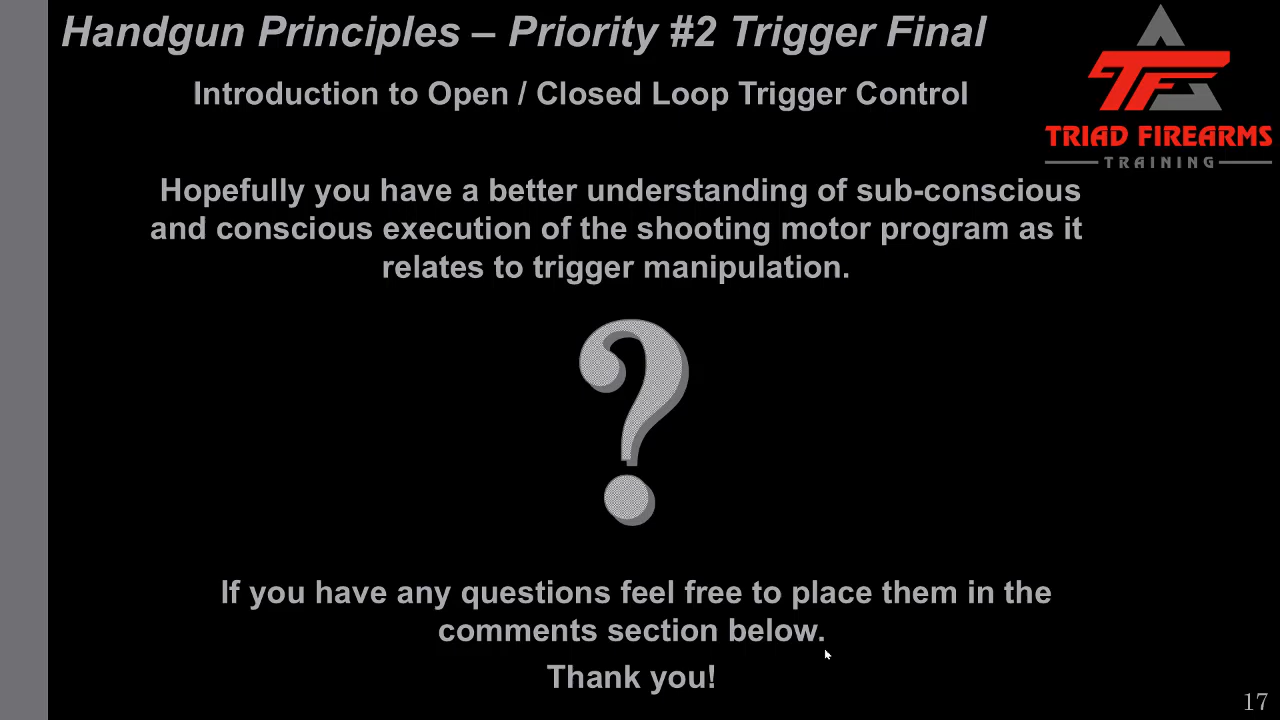 Handgun Principles – Priority #2 Trigger Final
Introduction to Open / Closed Loop Trigger Control
TRIAD FIREARMS
TRAINING
Hopefully you have a better understanding of sub-conscious
and conscious execution of the shooting motor program as it
relates to trigger manipulation.
?
If you have any questions feel free to place them in the
comments section below.
Thank you!
17